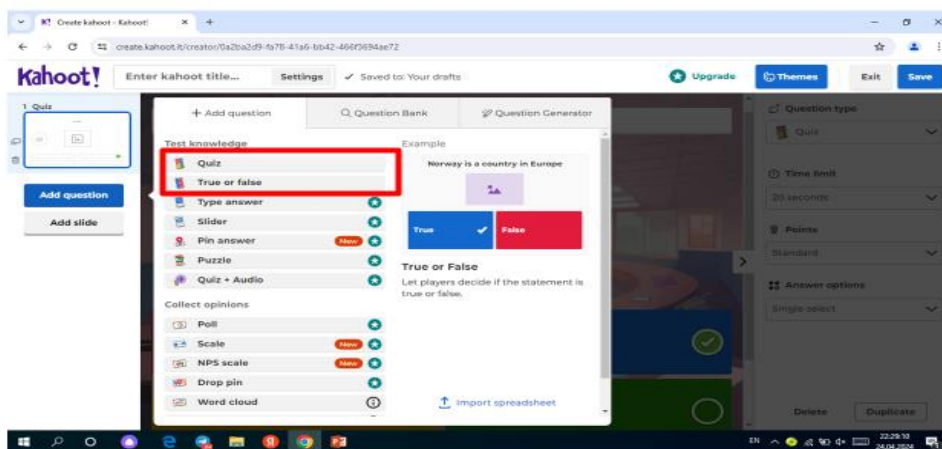 K! Create kahoot - Kahoot!
create.kahoot.it/creator/0a2ba2d9-fa78-41a6-bb42-466f3694ae72
Kahoot! Enter kahoot title... Settings Saved to: Your drafts Upgrade Themes Exit Save
1 Quiz
Add question
Add slide
+ Add question Question Bank Question Generator
Test knowledge
Quiz
True or false
Type answer
Slider
Pin answer New
Puzzle
Quiz + Audio
Collect opinions
Poll
Scale New
NPS scale New
Drop pin
Word cloud
Example
Norway is a country in Europe
True False
True or False
Let players decide if the statement is
true or false.
Import spreadsheet
Question type
Quiz
Time limit
20 seconds
Points
Standard
Answer options
Single select
Delete Duplicate
EN 22:29:10
24.04.2024